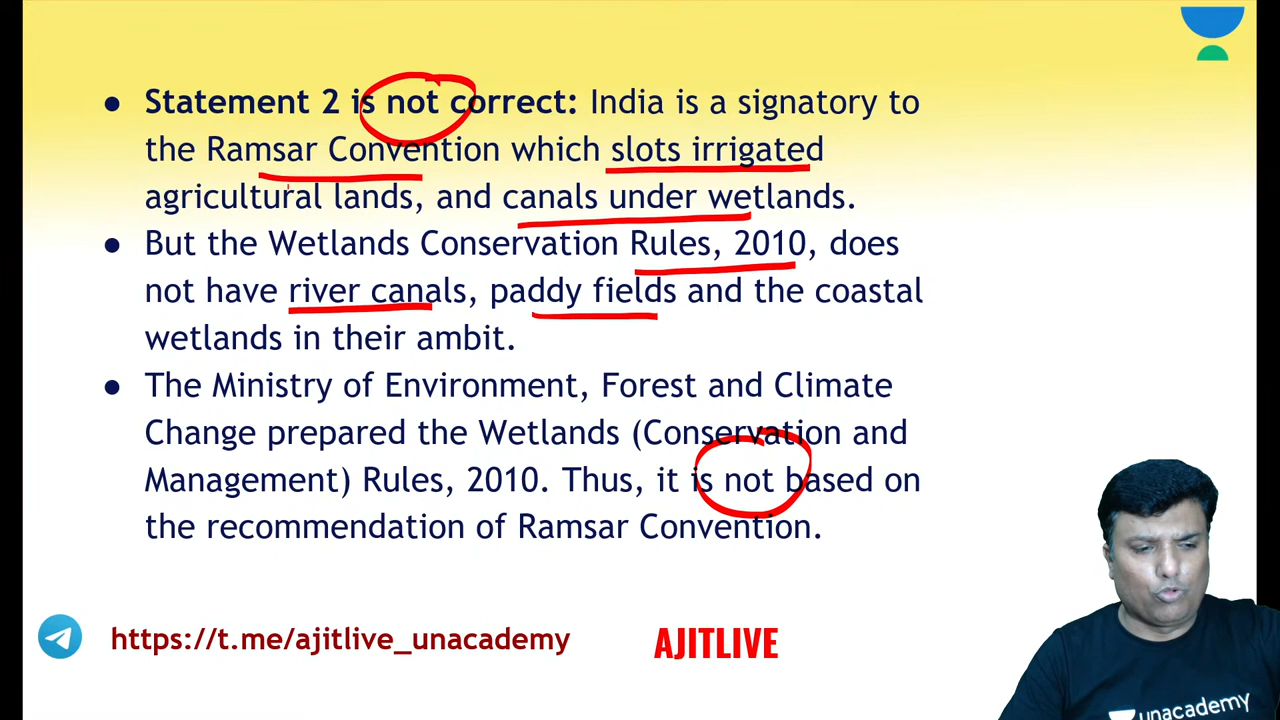 ● Statement 2 is not correct: India is a signatory to
the Ramsar Convention which slots irrigated
agricultural lands, and canals under wetlands.
● But the Wetlands Conservation Rules, 2010, does
not have river canals, paddy fields and the coastal
wetlands in their ambit.
● The Ministry of Environment, Forest and Climate
Change prepared the Wetlands (Conservation and
Management) Rules, 2010. Thus, it is not based on
the recommendation of Ramsar Convention.
https://t.me/ajitlive_unacademy
AJITLIVE
unacademy